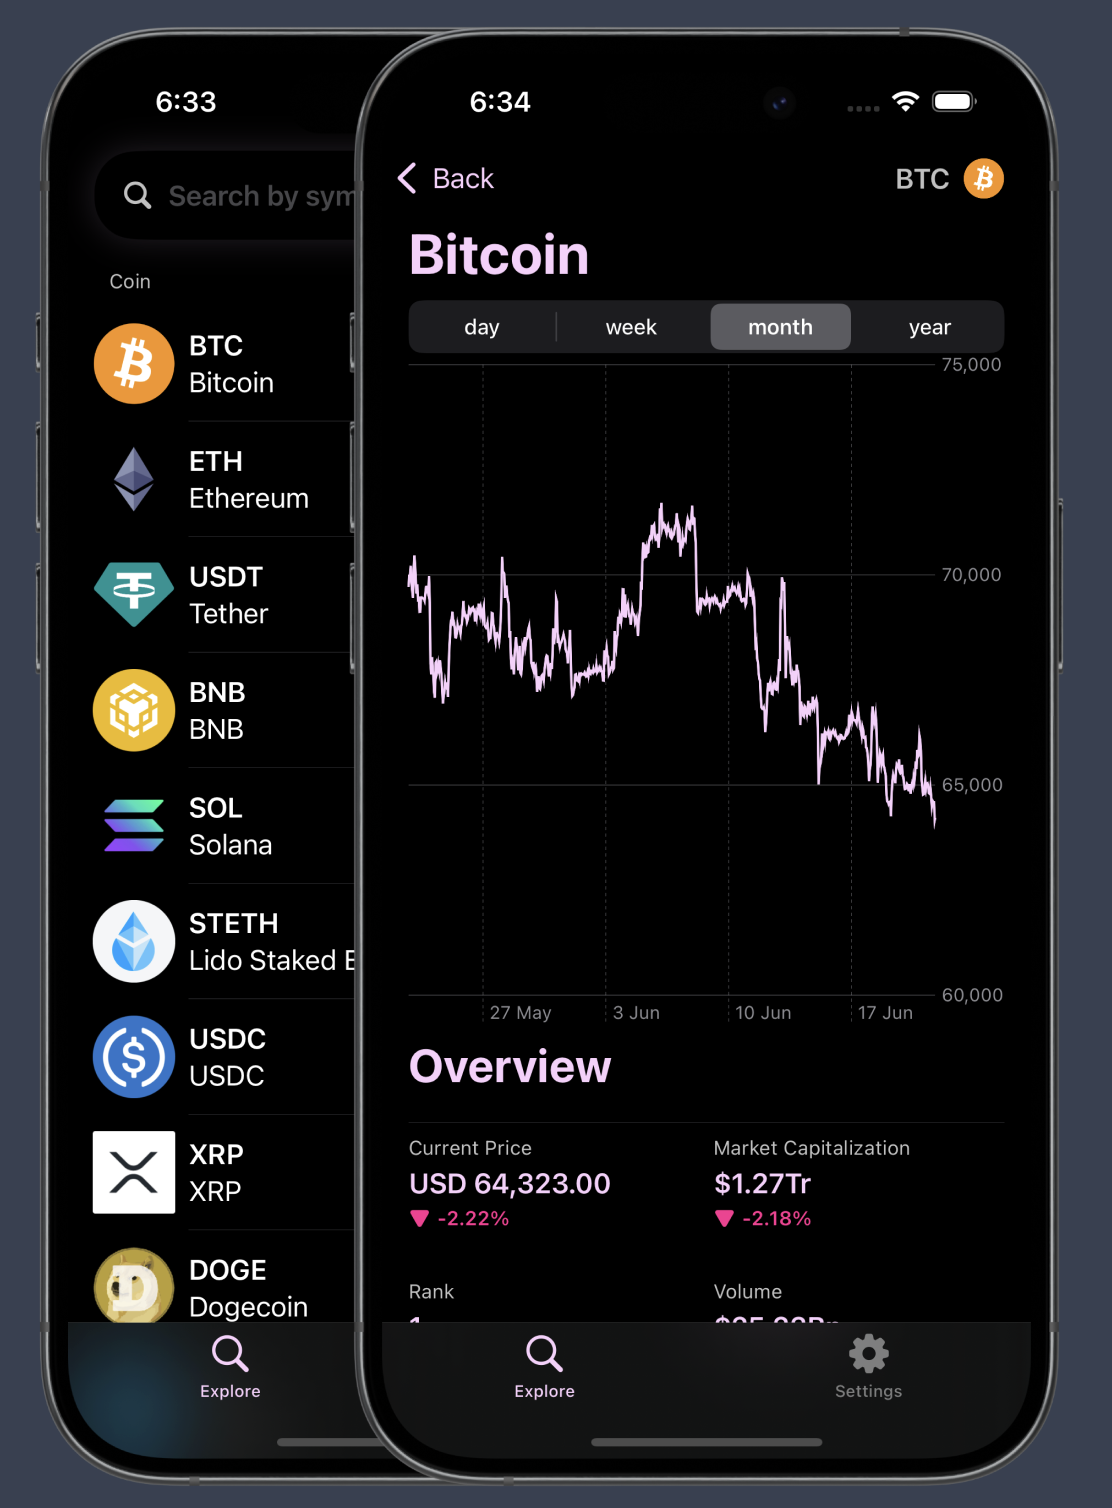 6:33
Search by sym
Coin
BTC
Bitcoin
ETH
Ethereum
USDT
Tether
BNB
BNB
SOL
Solana
STETH
Lido Staked E
USDC
USDC
XRP
XRP
DOGE
Dogecoin
Explore
6:34
Back
BTC
Bitcoin
day week month year
75,000
70,000
65,000
60,000
27 May 3 Jun 10 Jun 17 Jun
Overview
Current Price Market Capitalization
USD 64,323.00 $1.27Tr
-2.22% -2.18%
Rank Volume
1
Explore Settings